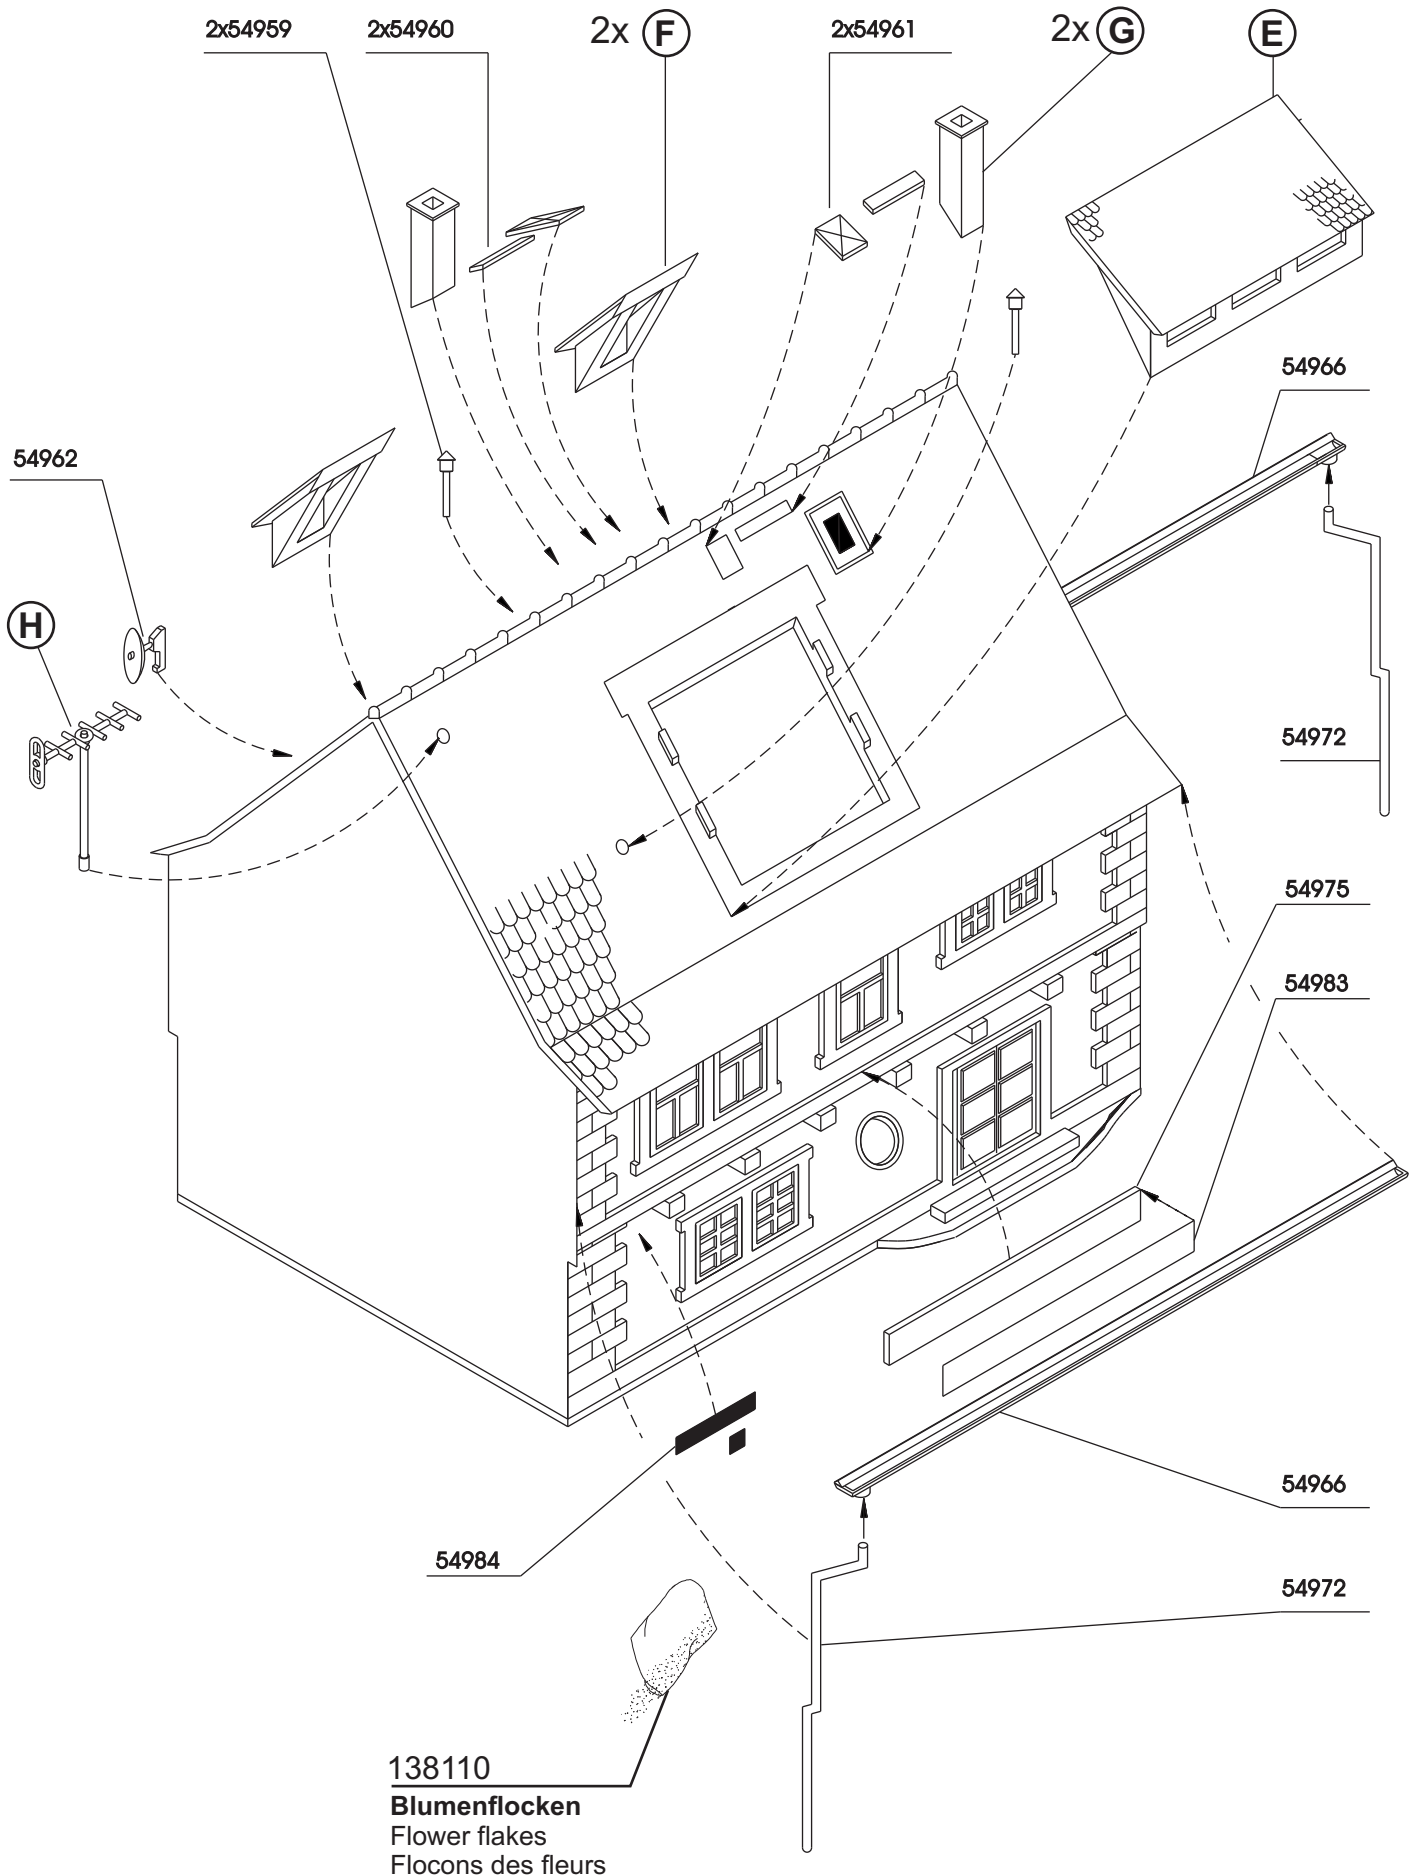 2x54959
2x54960
2x F
2x54961
2x G
E
54966
54962
H
54972
54975
54983
54966
54984
54972
138110
Blumenflocken
Flower flakes
Flocons des fleurs